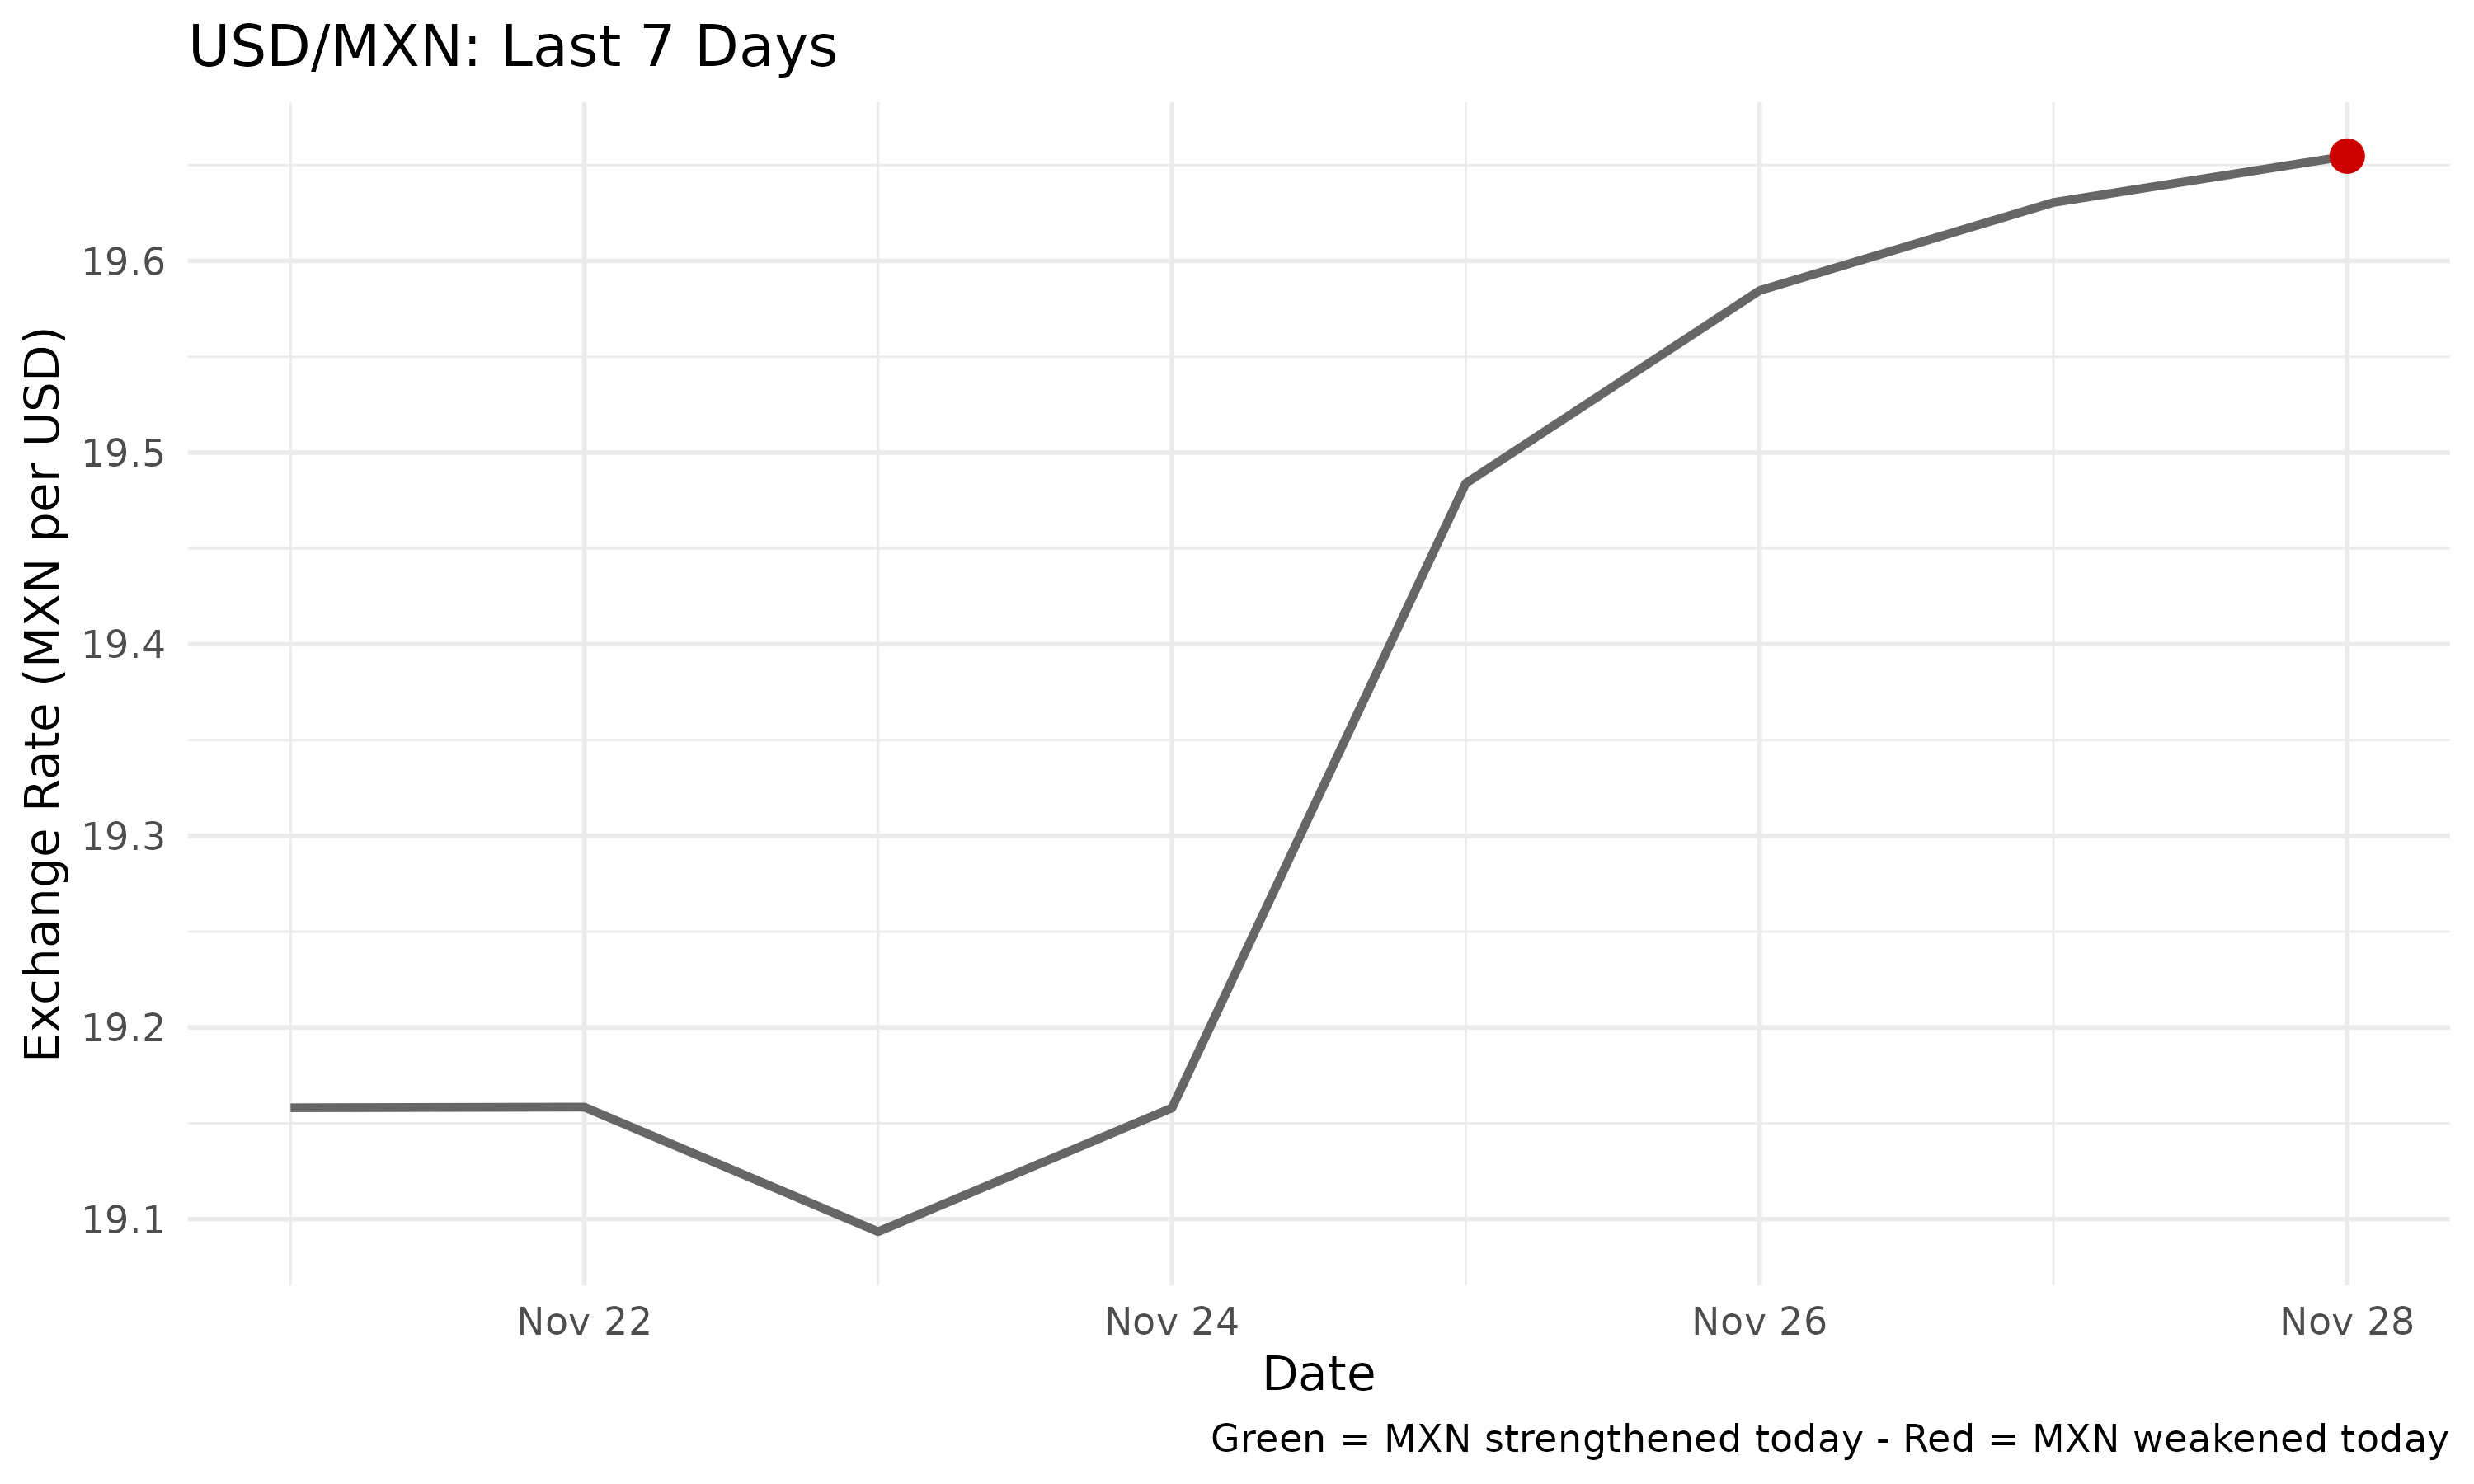 USD/MXN: Last 7 Days
Exchange Rate (MXN per USD)
19.6
19.5
19.4
19.3
19.2
19.1
Nov 22
Nov 24
Nov 26
Nov 28
Date
Green = MXN strengthened today - Red = MXN weakened today